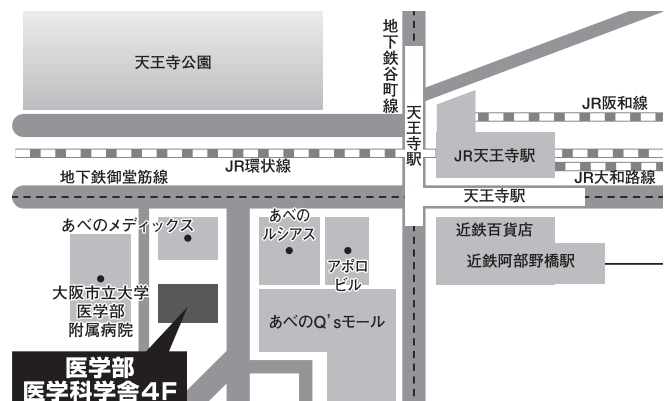 天王寺公園
地下鉄谷町線
天王寺駅
JR阪和線
JR天王寺駅
JR環状線
JR大和路線
地下鉄御堂筋線
天王寺駅
あべのメディックス
あべの
ルシアス
アポロ
ビル
近鉄百貨店
近鉄阿部野橋駅
大阪市立大学
医学部
附属病院
あべのQ'sモール
医学部
医学科学舎4F